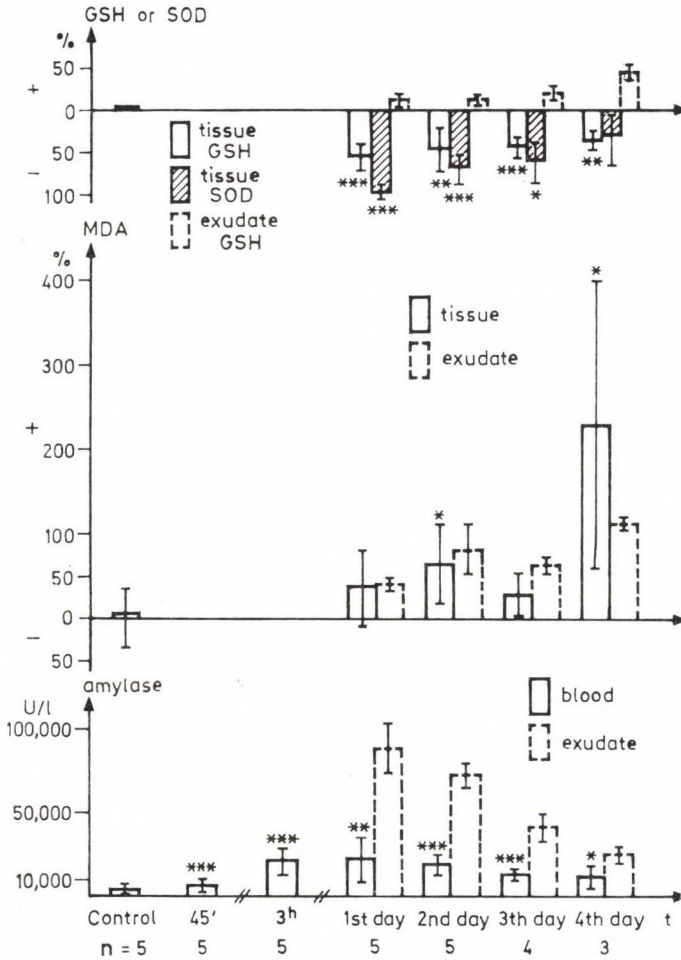 GSH or SOD
%
50
+
0
50
–
100
tissue
GSH
tissue
SOD
exudate
GSH
*** *** ** *** *** * **
MDA
%
400
300
+
200
100
50
0
–
50
tissue
exudate
* *
amylase
U/l
100,000
50,000
10,000
blood
exudate
*** *** ** *** *** *
Control 45' 3h 1st day 2nd day 3th day 4th day t
n = 5 5 5 5 5 4 3